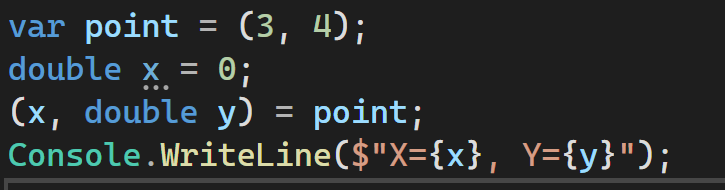 var point = (3, 4);
double x = 0;
(x, double y) = point;
Console.WriteLine($"X={x}, Y={y}");